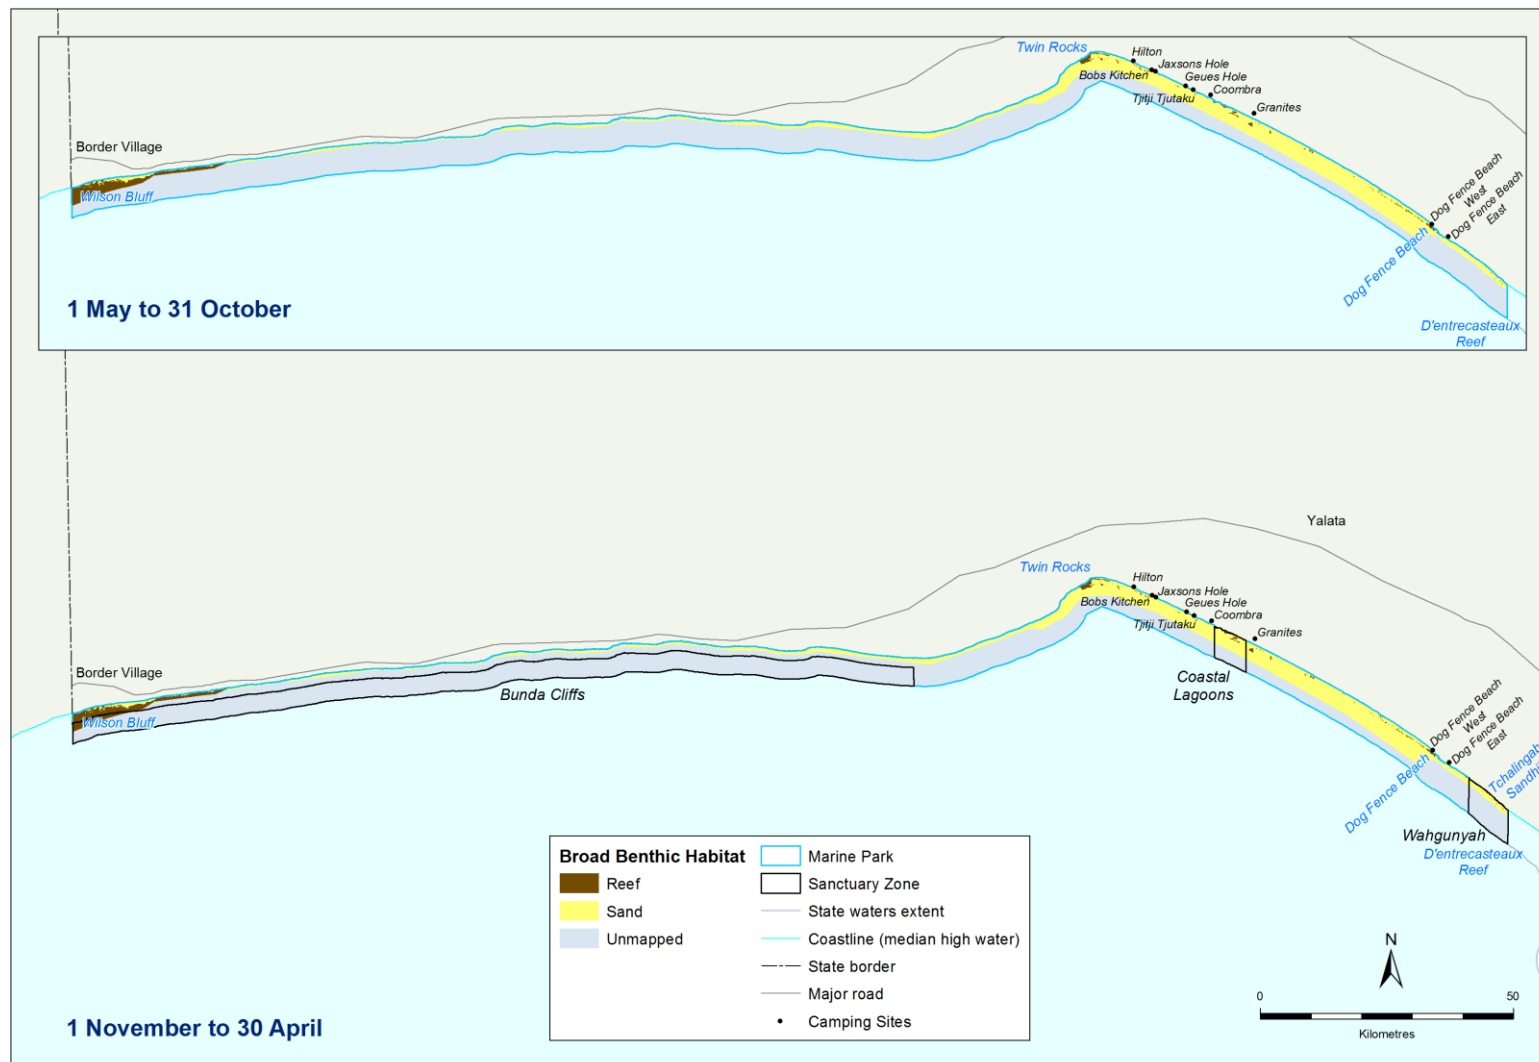 Twin Rocks
Hilton
Jaxsons Hole
Bobs Kitchen
Geues Hole
Coombra
Tjitji Tjutaku
Granites
Border Village
Wilson Bluff
Dog Fence Beach
West
Dog Fence Beach
East
Dog Fence Beach
D'entrecasteaux
Reef
1 May to 31 October
Yalata
Twin Rocks
Hilton
Jaxsons Hole
Bobs Kitchen
Geues Hole
Coombra
Tjitji Tjutaku
Granites
Border Village
Wilson Bluff
Bunda Cliffs
Coastal
Lagoons
Dog Fence Beach
West
Dog Fence Beach
East
Dog Fence Beach
Wahgunyah
D'entrecasteaux
Reef
Broad Benthic Habitat
Reef
Sand
Unmapped
Marine Park
Sanctuary Zone
State waters extent
Coastline (median high water)
State border
Major road
Camping Sites
N
0 50
Kilometres
1 November to 30 April